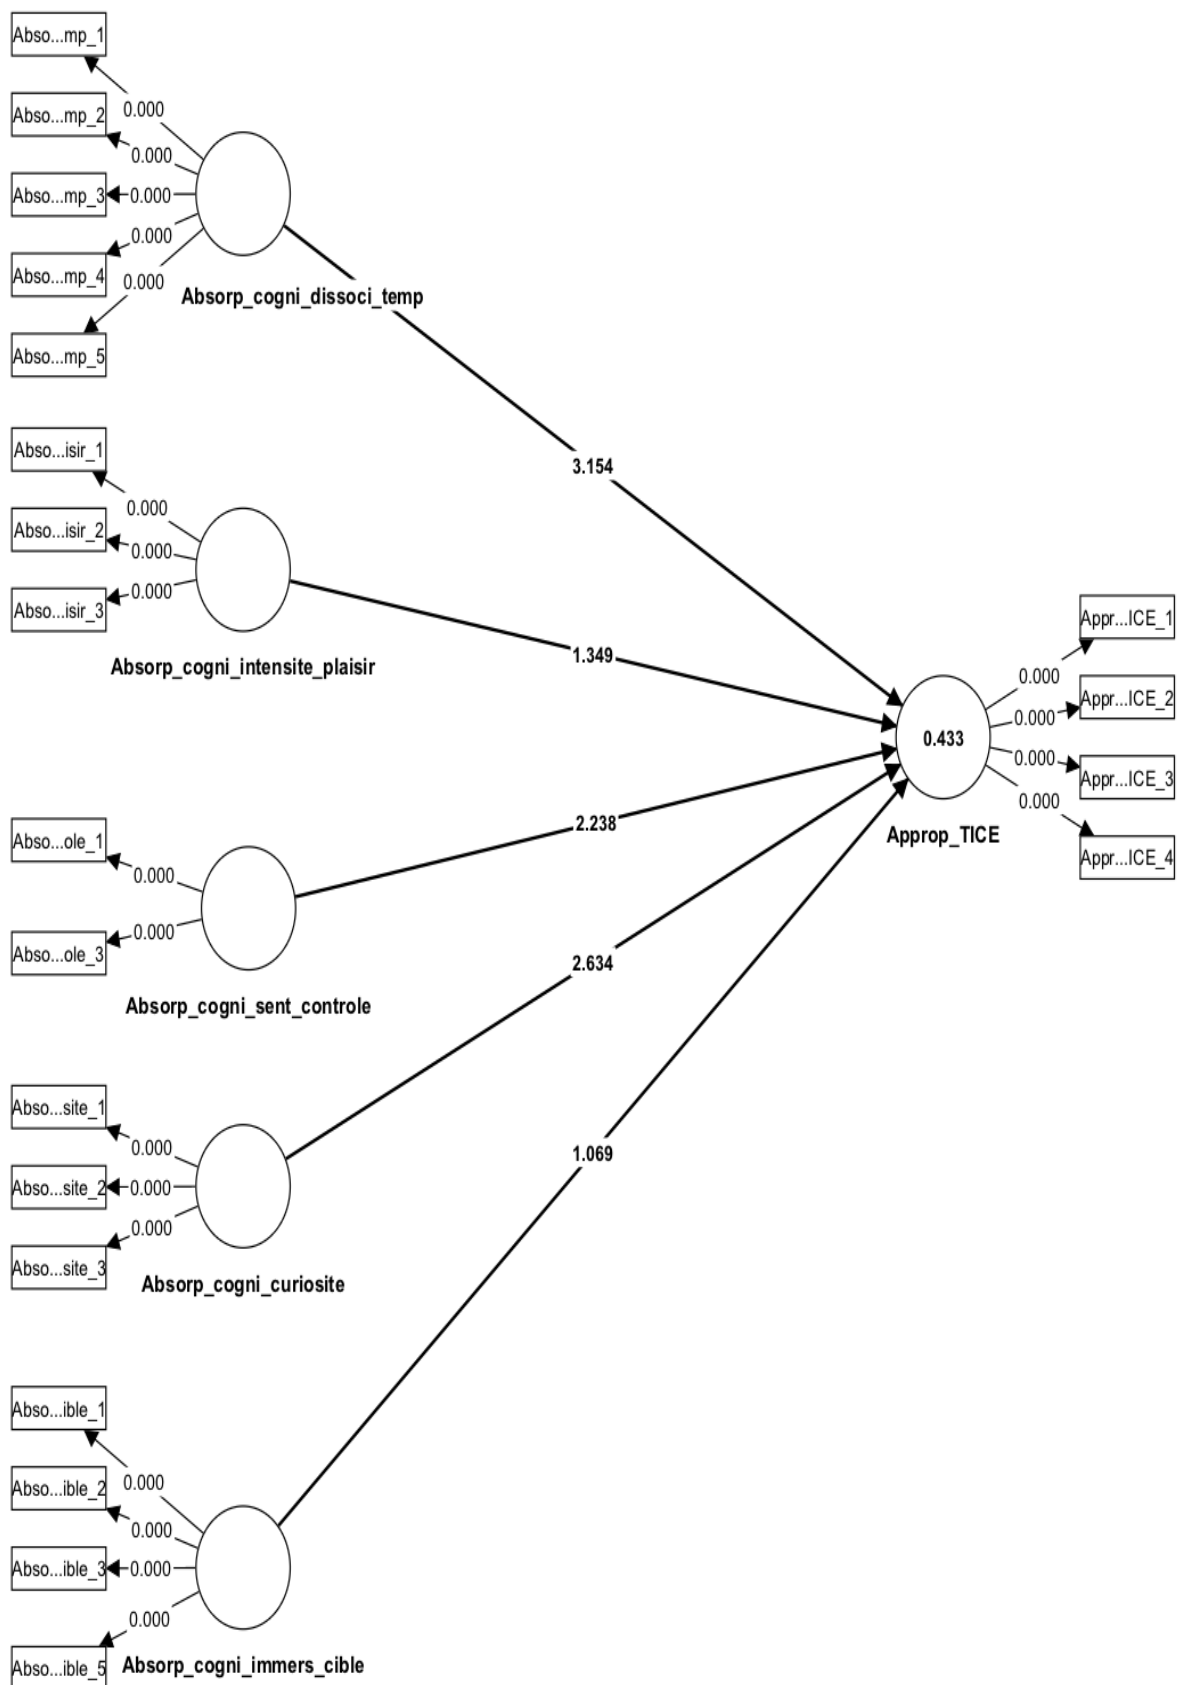 Abso...mp_1
0.000
Abso...mp_2
0.000
Abso...mp_3
0.000
0.000
Abso...mp_4
0.000
Abso...mp_5
Absorp_cogni_dissoci_temp
3.154
Abso...isir_1
0.000
Abso...isir_2
0.000
Abso...isir_3
0.000
Absorp_cogni_intensite_plaisir
1.349
Abso...ole_1
0.000
0.000
Abso...ole_3
Absorp_cogni_sent_controle
2.238
Abso...site_1
0.000
Abso...site_2
0.000
0.000
Abso...site_3
Absorp_cogni_curiosite
2.634
Abso...ible_1
0.000
Abso...ible_2
0.000
Abso...ible_3
0.000
0.000
Abso...ible_5
Absorp_cogni_immers_cible
1.069
0.433
Approp_TICE
Appr...ICE_1
0.000
Appr...ICE_2
0.000
0.000
Appr...ICE_3
0.000
Appr...ICE_4